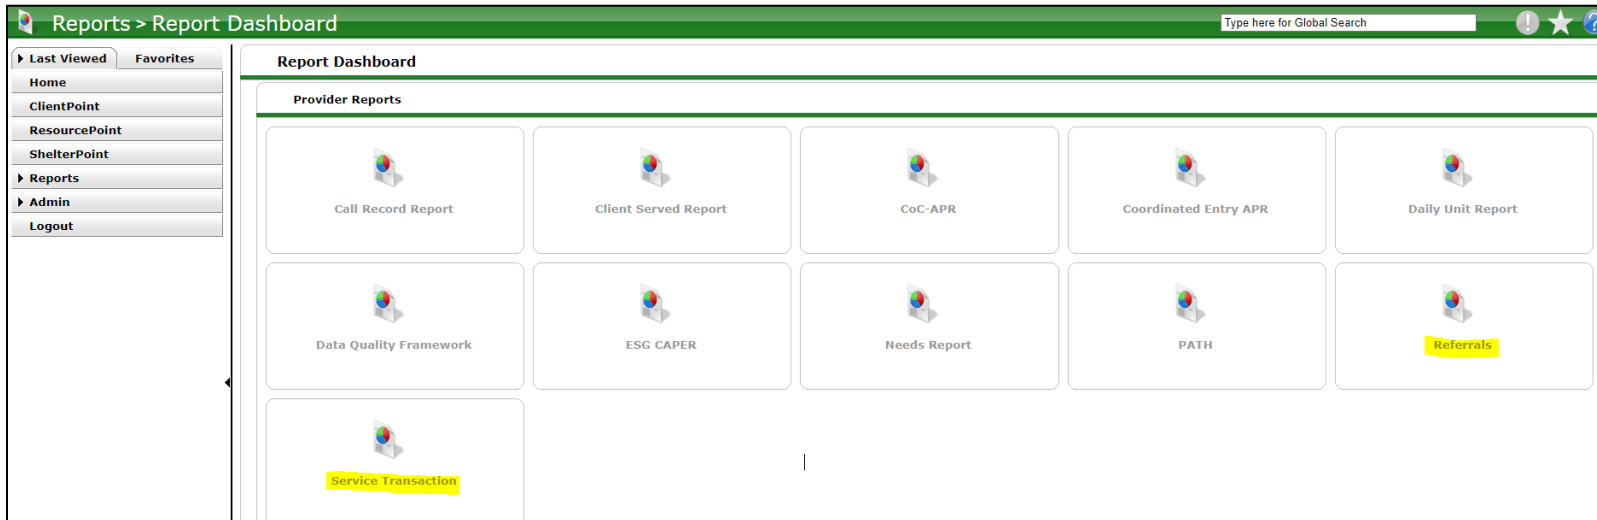 Reports > Report Dashboard
Type here for Global Search
Last Viewed Favorites
Home
ClientPoint
ResourcePoint
ShelterPoint
Reports
Admin
Logout
Report Dashboard
Provider Reports
Call Record Report
Client Served Report
CoC-APR
Coordinated Entry APR
Daily Unit Report
Data Quality Framework
ESG CAPER
Needs Report
PATH
Referrals
Service Transaction